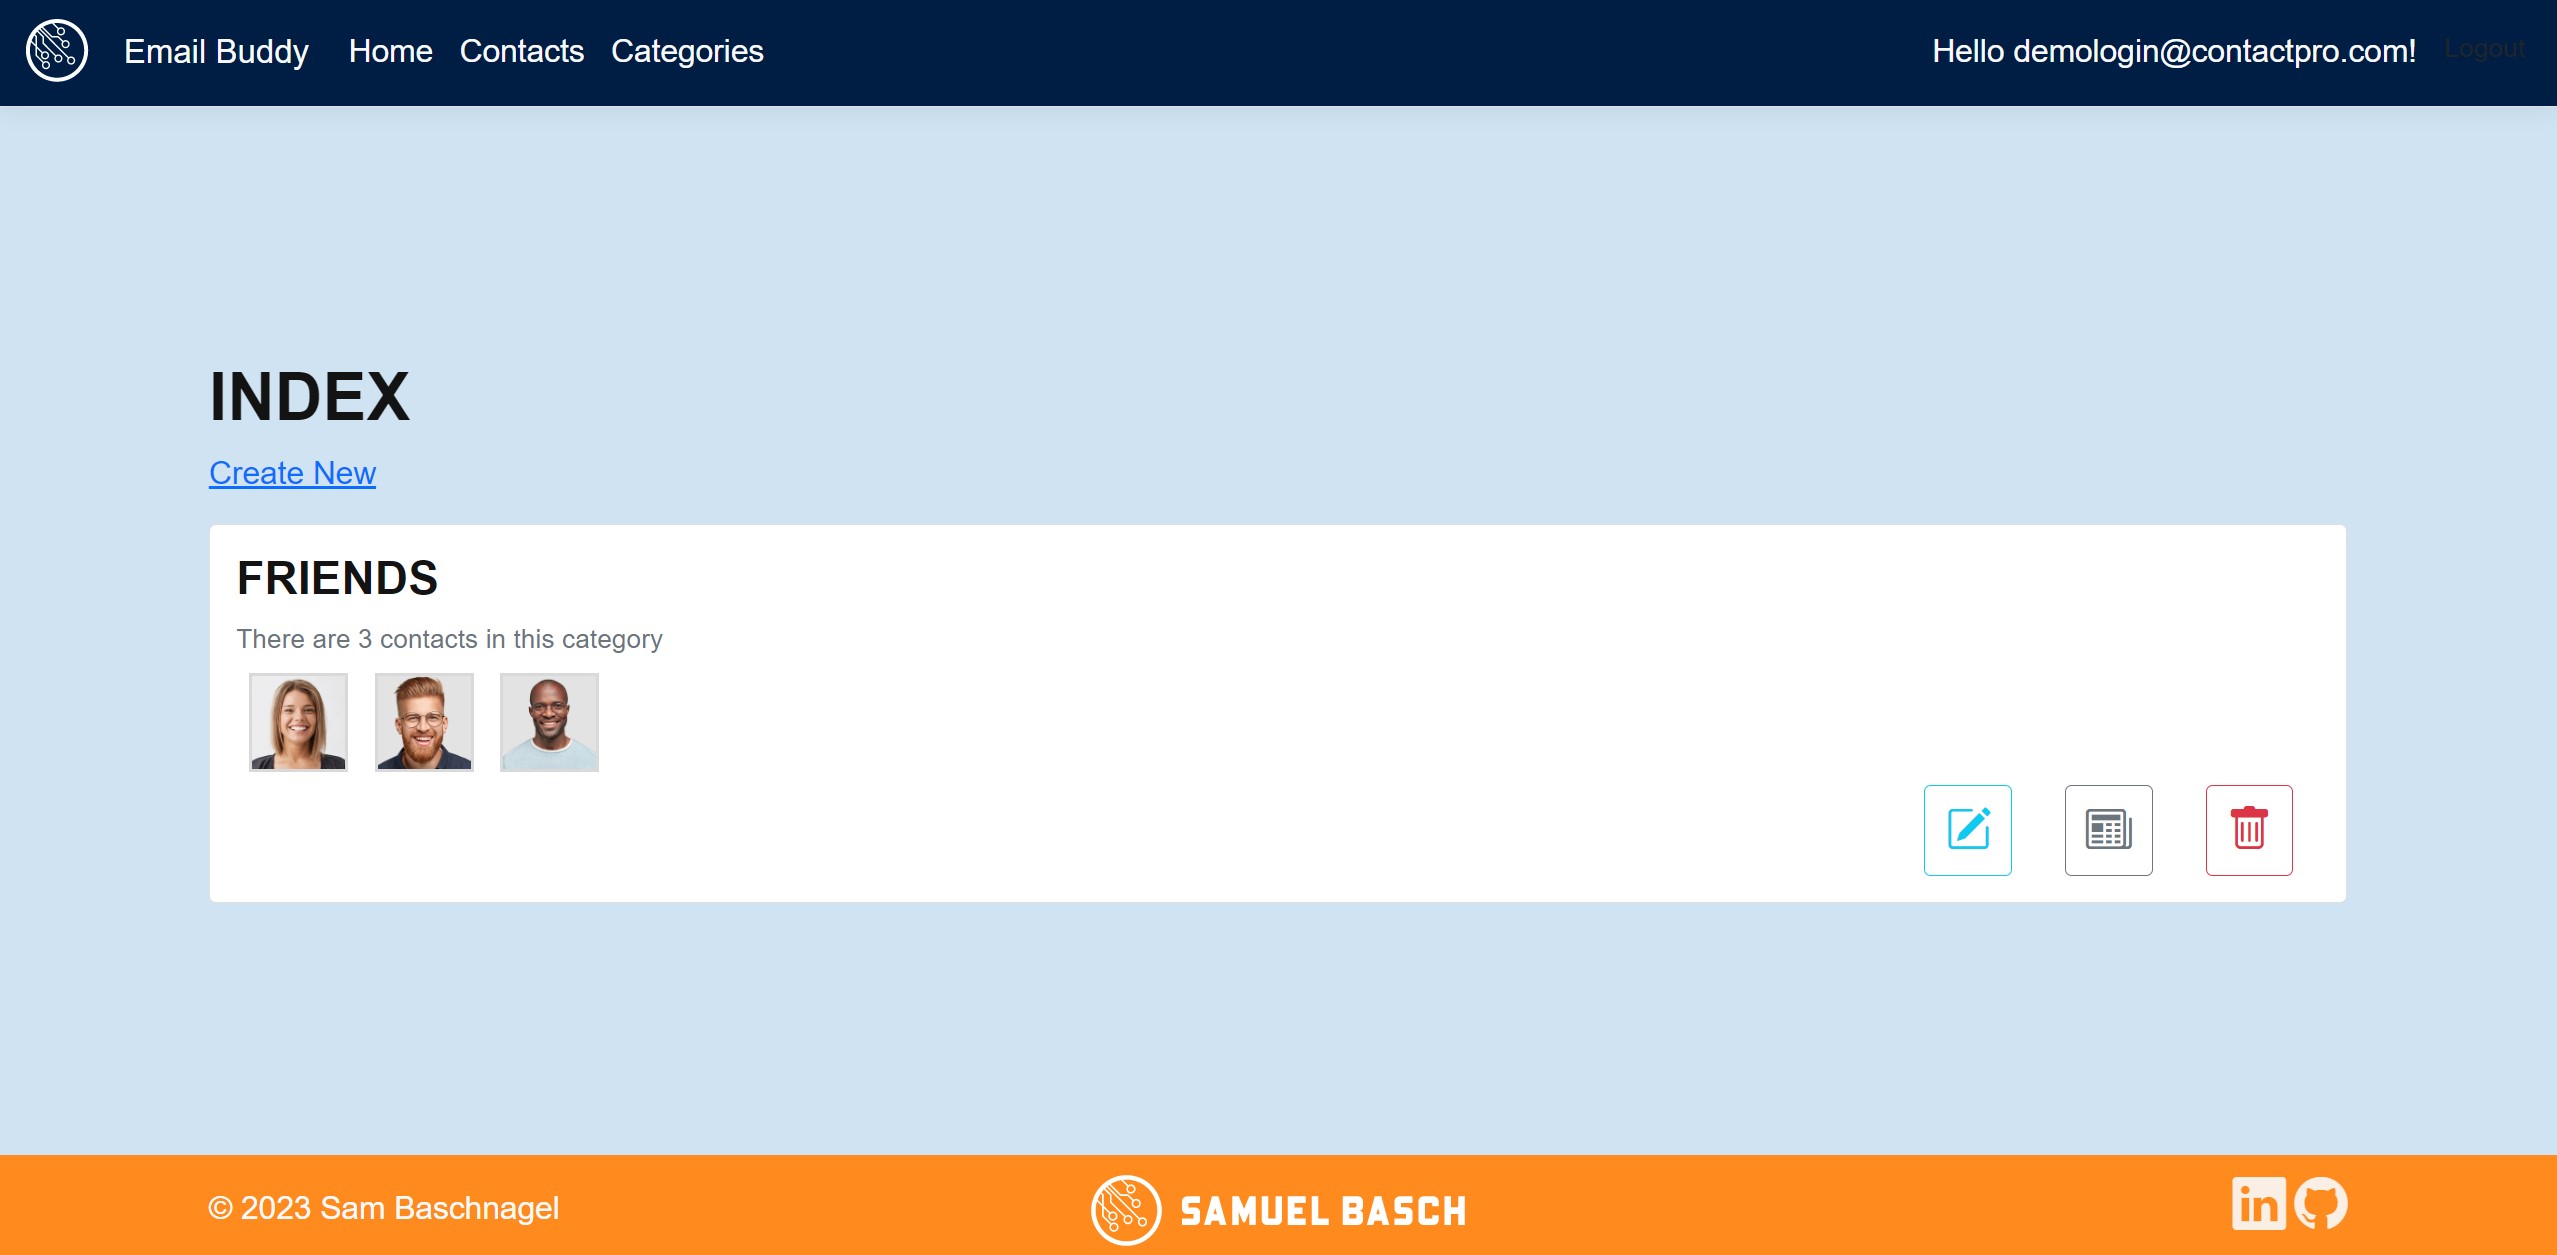 Email Buddy Home Contacts Categories Hello demologin@contactpro.com! Logout
INDEX
Create New
FRIENDS
There are 3 contacts in this category
© 2023 Sam Baschnagel SAMUEL BASCH in